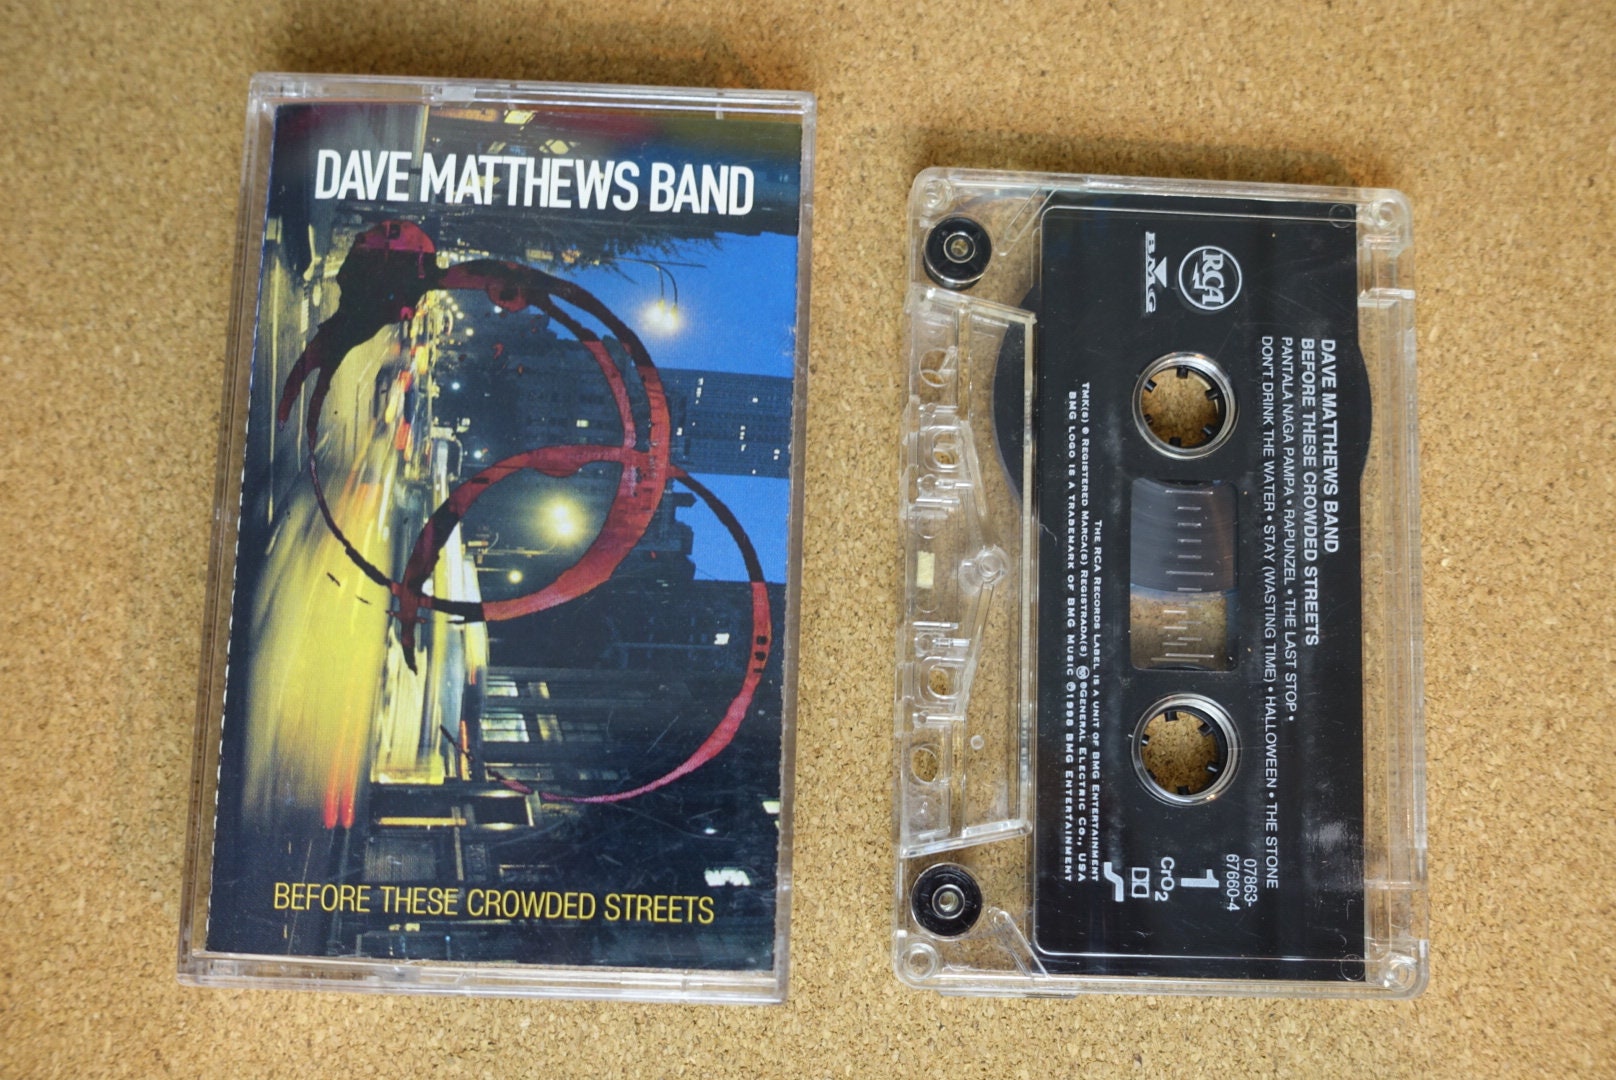 DAVE MATTHEWS BAND
BEFORE THESE CROWDED STREETS
RCA
BMG
DAVE MATTHEWS BAND
BEFORE THESE CROWDED STREETS
PANTALA NAGA PAMPA • RAPUNZEL • THE LAST STOP •
DON'T DRINK THE WATER • STAY (WASTING TIME) • HALLOWEEN • THE STONE
07863-
67660-4
1
CrO2
THE RCA RECORDS LABEL IS A UNIT OF BMG ENTERTAINMENT
TMK(S) ® REGISTERED MARCA(S) REGISTRADA(S) RCA ®GENERAL ELECTRIC CO., USA
BMG LOGO IS A TRADEMARK OF BMG MUSIC ℗1998 BMG ENTERTAINMENT